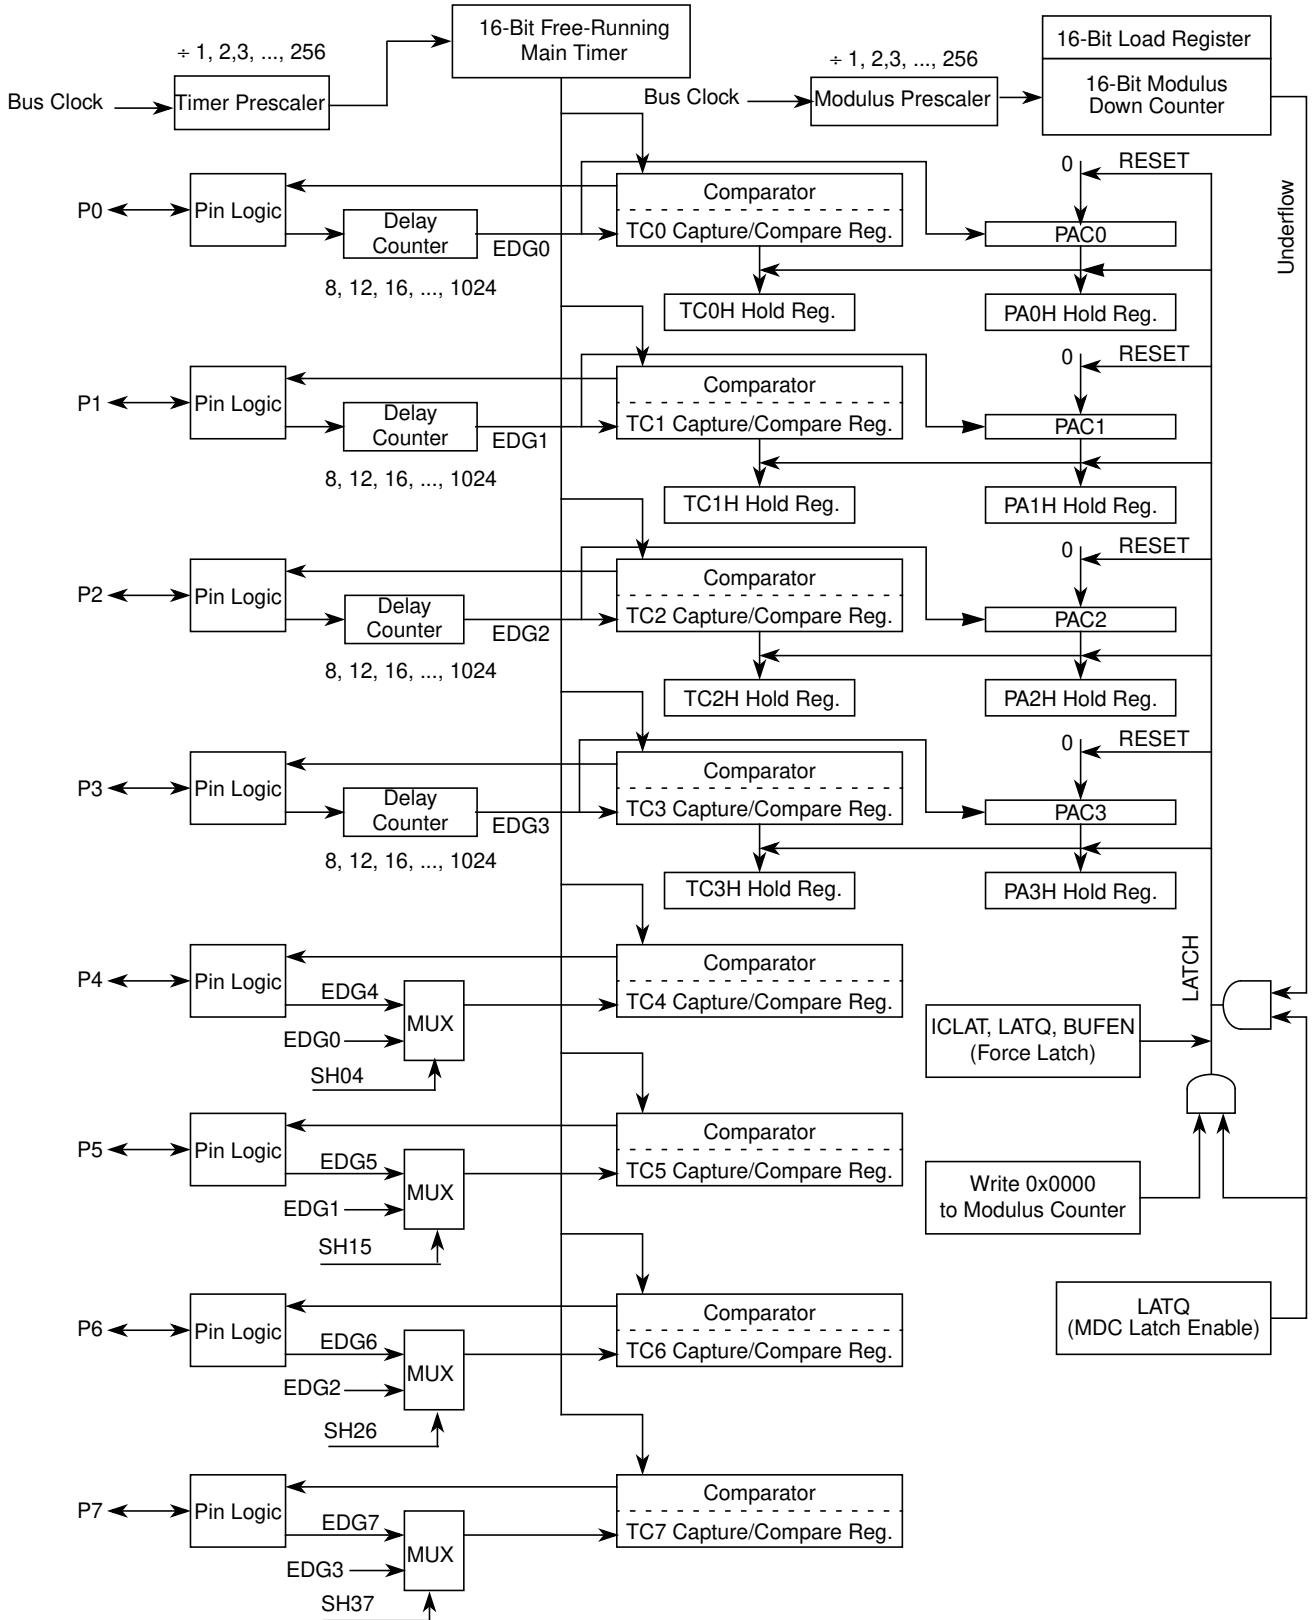 16-Bit Free-Running
Main Timer
16-Bit Load Register
16-Bit Modulus
Down Counter
÷ 1, 2,3, ..., 256
÷ 1, 2,3, ..., 256
Bus Clock
Timer Prescaler
Bus Clock
Modulus Prescaler
0
RESET
Underflow
P0
Pin Logic
Delay
Counter
EDG0
8, 12, 16, ..., 1024
Comparator
TC0 Capture/Compare Reg.
PAC0
TC0H Hold Reg.
PA0H Hold Reg.
0
RESET
P1
Pin Logic
Delay
Counter
EDG1
8, 12, 16, ..., 1024
Comparator
TC1 Capture/Compare Reg.
PAC1
TC1H Hold Reg.
PA1H Hold Reg.
0
RESET
P2
Pin Logic
Delay
Counter
EDG2
8, 12, 16, ..., 1024
Comparator
TC2 Capture/Compare Reg.
PAC2
TC2H Hold Reg.
PA2H Hold Reg.
0
RESET
P3
Pin Logic
Delay
Counter
EDG3
8, 12, 16, ..., 1024
Comparator
TC3 Capture/Compare Reg.
PAC3
TC3H Hold Reg.
PA3H Hold Reg.
P4
Pin Logic
EDG4
EDG0
MUX
SH04
Comparator
TC4 Capture/Compare Reg.
LATCH
ICLAT, LATQ, BUFEN
(Force Latch)
P5
Pin Logic
EDG5
EDG1
MUX
SH15
Comparator
TC5 Capture/Compare Reg.
Write 0x0000
to Modulus Counter
P6
Pin Logic
EDG6
EDG2
MUX
SH26
Comparator
TC6 Capture/Compare Reg.
LATQ
(MDC Latch Enable)
P7
Pin Logic
EDG7
EDG3
MUX
SH37
Comparator
TC7 Capture/Compare Reg.